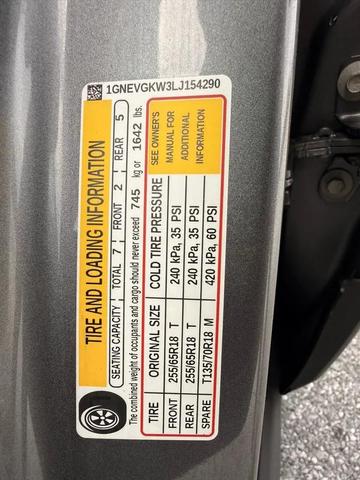 1GNEVGKW3LJ154290
TIRE AND LOADING INFORMATION
SEATING CAPACITY TOTAL 7 FRONT 2 REAR 5
The combined weight of occupants and cargo should never exceed 745 kg or 1642 lbs.
TIRE ORIGINAL SIZE COLD TIRE PRESSURE
FRONT 255/65R18 T 240 kPa, 35 PSI
REAR 255/65R18 T 240 kPa, 35 PSI
SPARE T135/70R18 M 420 kPa, 60 PSI
SEE OWNER'S
MANUAL FOR
ADDITIONAL
INFORMATION